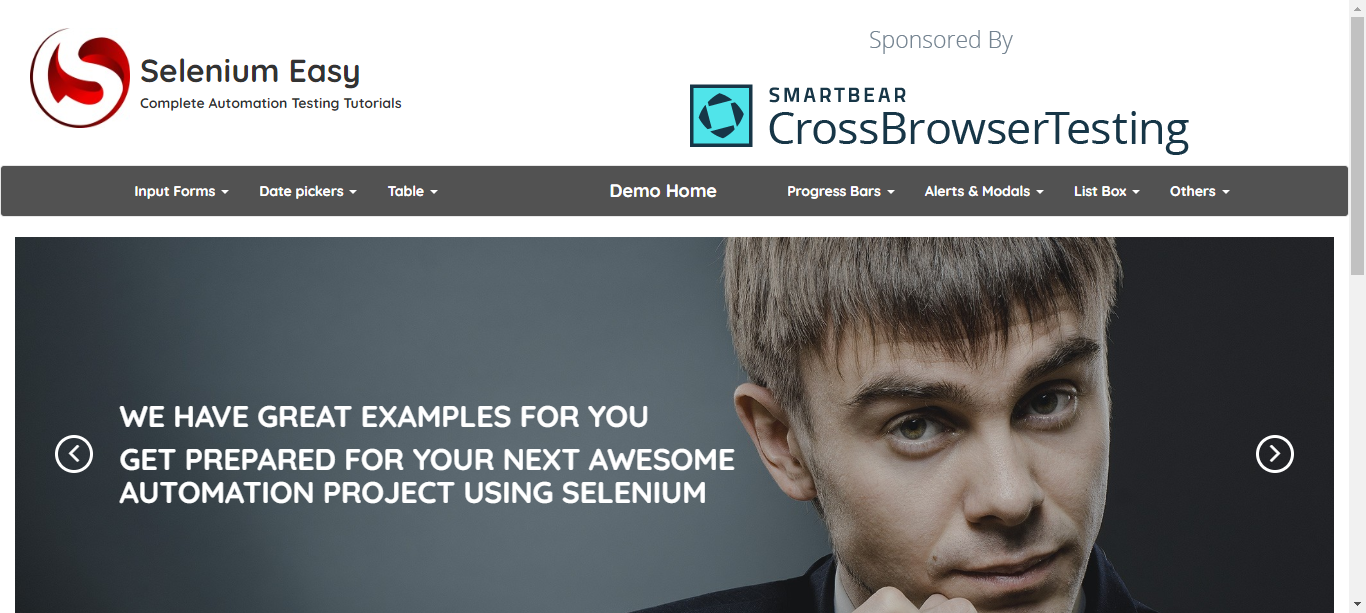 Selenium Easy
Complete Automation Testing Tutorials
Sponsored By
SMARTBEAR
CrossBrowserTesting
Input Forms Date pickers Table Demo Home Progress Bars Alerts & Modals List Box Others
WE HAVE GREAT EXAMPLES FOR YOU
GET PREPARED FOR YOUR NEXT AWESOME
AUTOMATION PROJECT USING SELENIUM